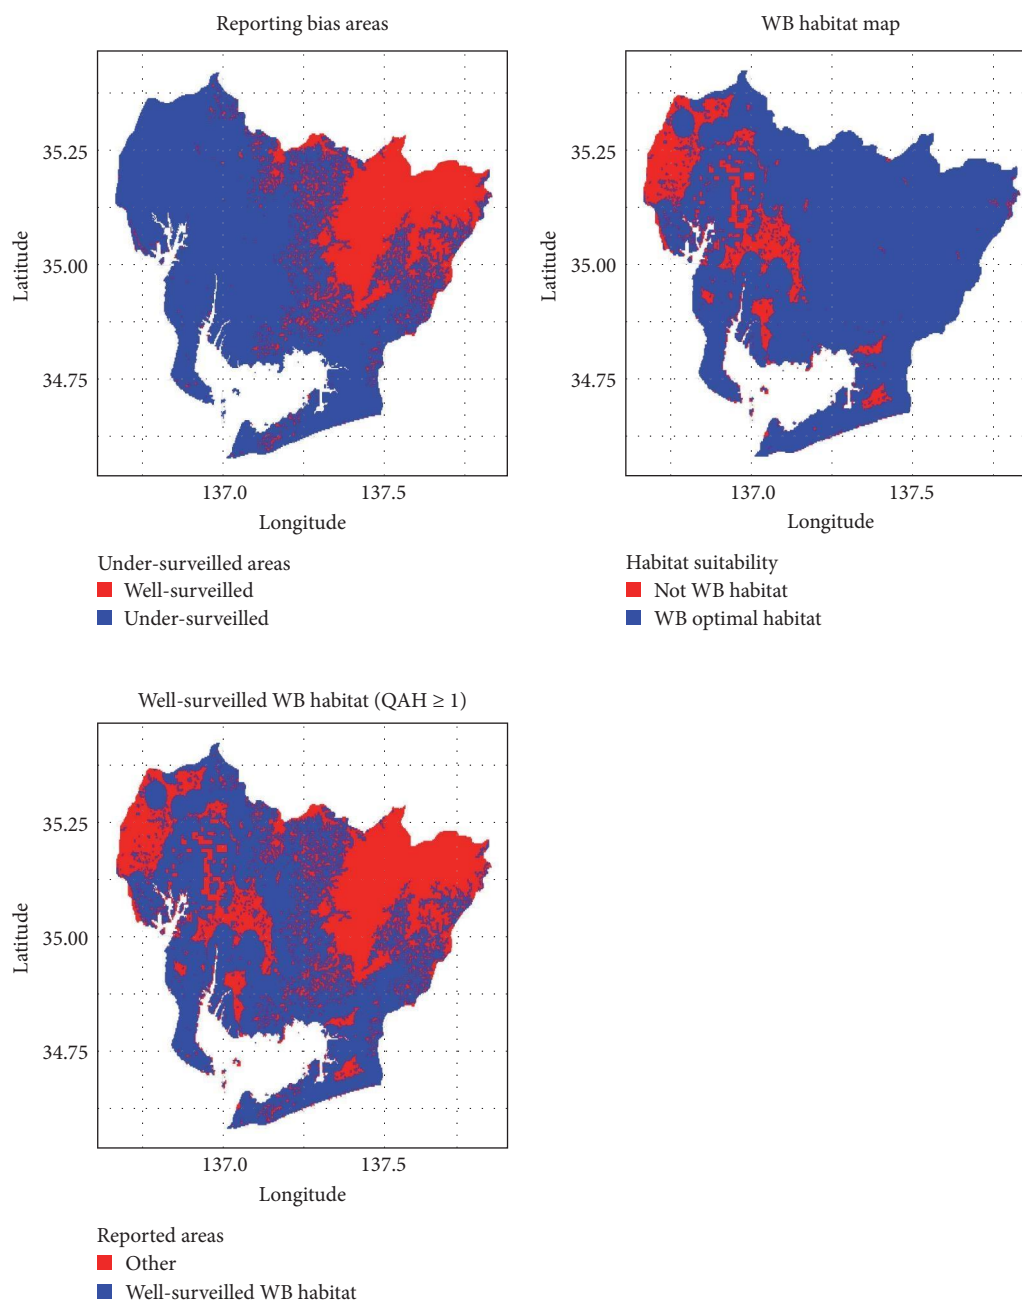 Reporting bias areas
WB habitat map
35.25
35.00
34.75
Latitude
137.0
137.5
Longitude
Under-surveilled areas
Well-surveilled
Under-surveilled
35.25
35.00
34.75
Latitude
137.0
137.5
Longitude
Habitat suitability
Not WB habitat
WB optimal habitat
Well-surveilled WB habitat (QAH ≥ 1)
35.25
35.00
34.75
Latitude
137.0
137.5
Longitude
Reported areas
Other
Well-surveilled WB habitat